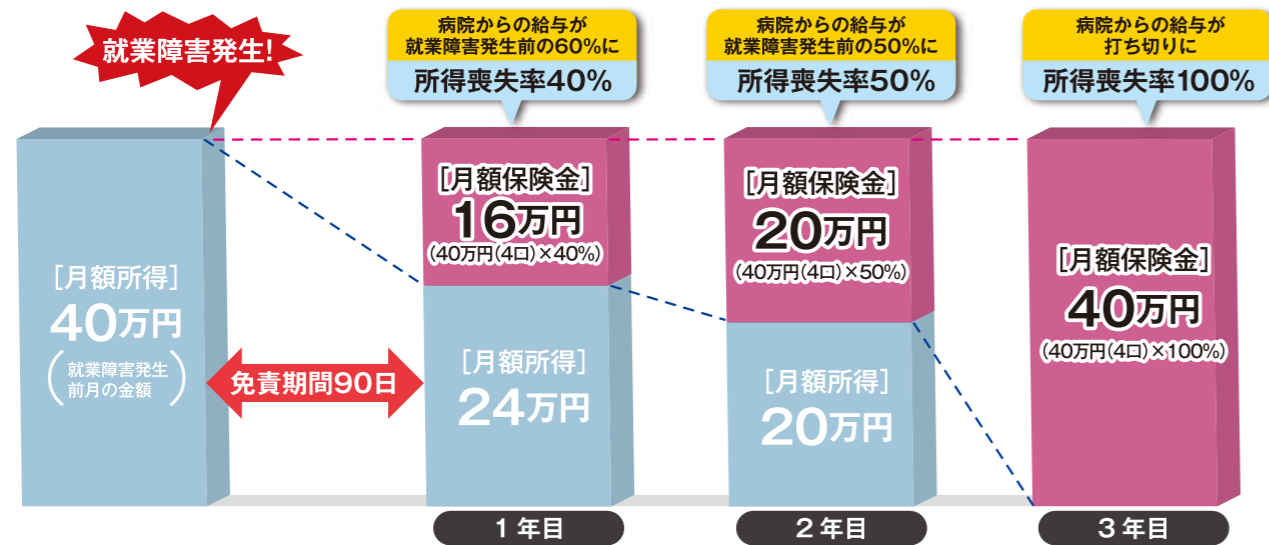 就業障害発生!
病院からの給与が
就業障害発生前の60%に
所得喪失率40%
病院からの給与が
就業障害発生前の50%に
所得喪失率50%
病院からの給与が
打ち切りに
所得喪失率100%
[月額所得]
40万円
(就業障害発生
前月の金額)
免責期間90日
[月額保険金]
16万円
(40万円(4口)×40%)
[月額所得]
24万円
[月額保険金]
20万円
(40万円(4口)×50%)
[月額所得]
20万円
[月額保険金]
40万円
(40万円(4口)×100%)
1年目
2年目
3年目